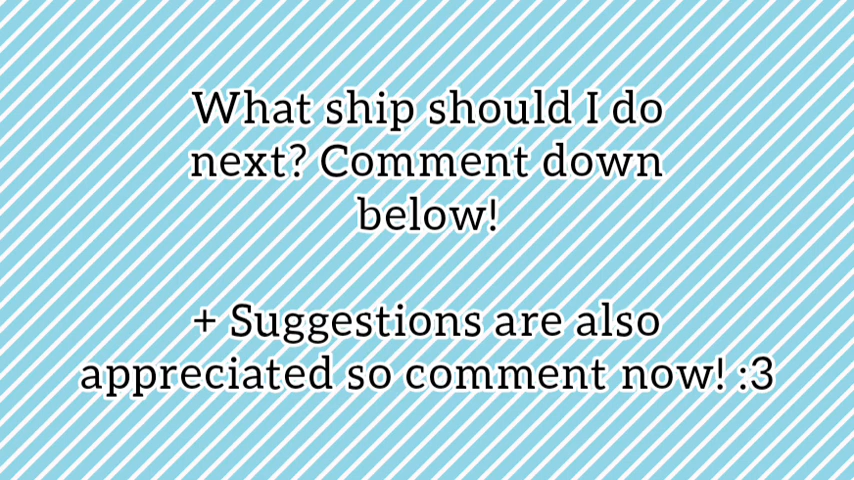 What ship should I do
next? Comment down
below!
+ Suggestions are also
appreciated so comment now! :3